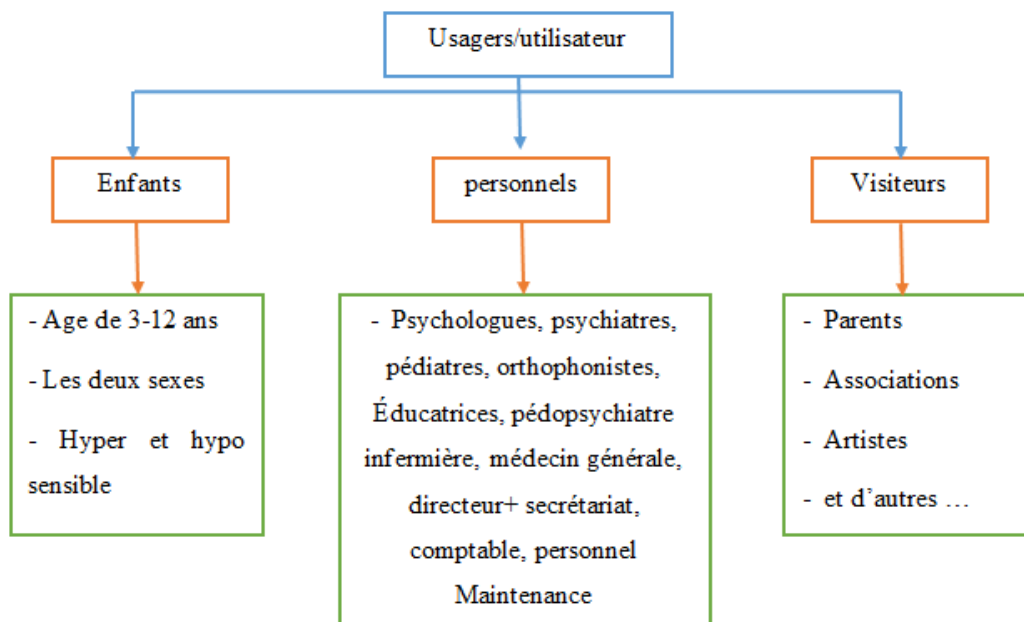 Usagers/utilisateur
Enfants
personnels
Visiteurs
- Age de 3-12 ans
- Les deux sexes
- Hyper et hypo
sensible
- Psychologues, psychiatres,
pédiatres, orthophonistes,
Éducatrices, pédopsychiatre
infermière, médecin générale,
directeur+ secrétariat,
comptable, personnel
Maintenance
- Parents
- Associations
- Artistes
- et d’autres …